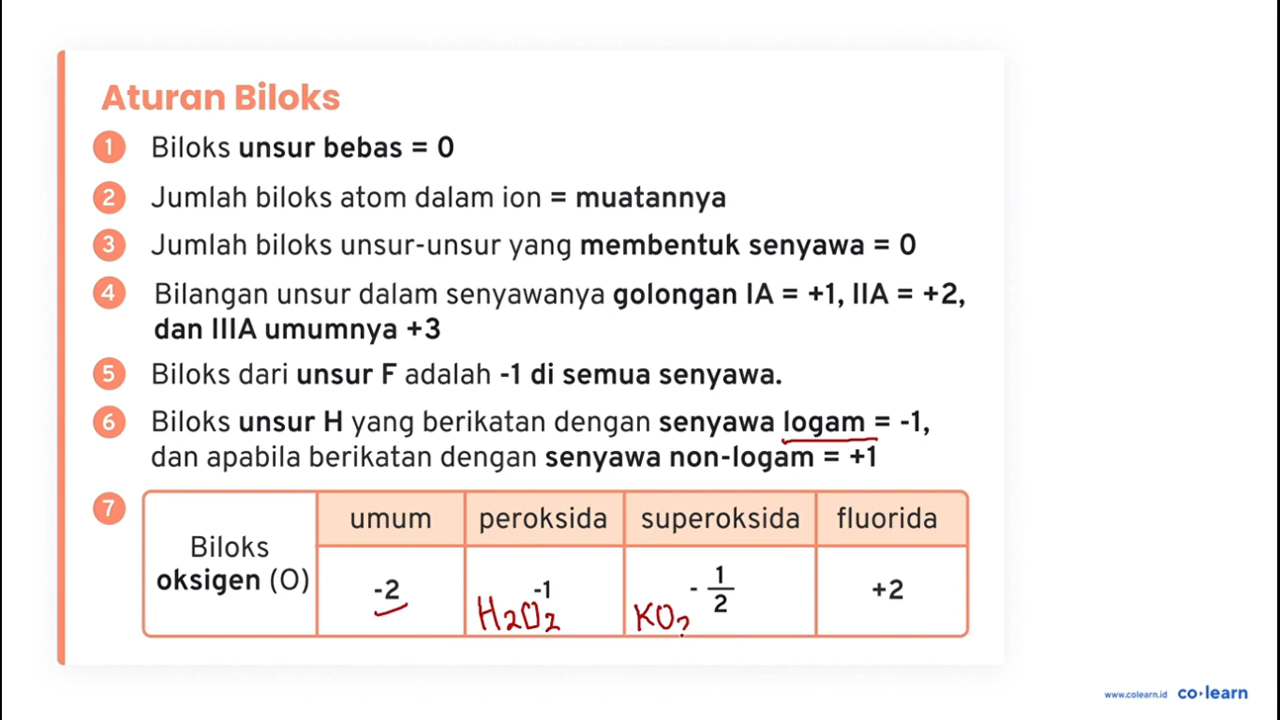 Aturan Biloks
1 Biloks unsur bebas = 0
2 Jumlah biloks atom dalam ion = muatannya
3 Jumlah biloks unsur-unsur yang membentuk senyawa = 0
4 Bilangan unsur dalam senyawanya golongan IA = +1, IIA = +2,
dan IIIA umumnya +3
5 Biloks dari unsur F adalah -1 di semua senyawa.
6 Biloks unsur H yang berikatan dengan senyawa logam = -1,
dan apabila berikatan dengan senyawa non-logam = +1
7
Biloks
oksigen (O)
umum peroksida superoksida fluorida
-2 -1 - 1/2 +2
H2O2 KO2
www.colearn.id co·learn